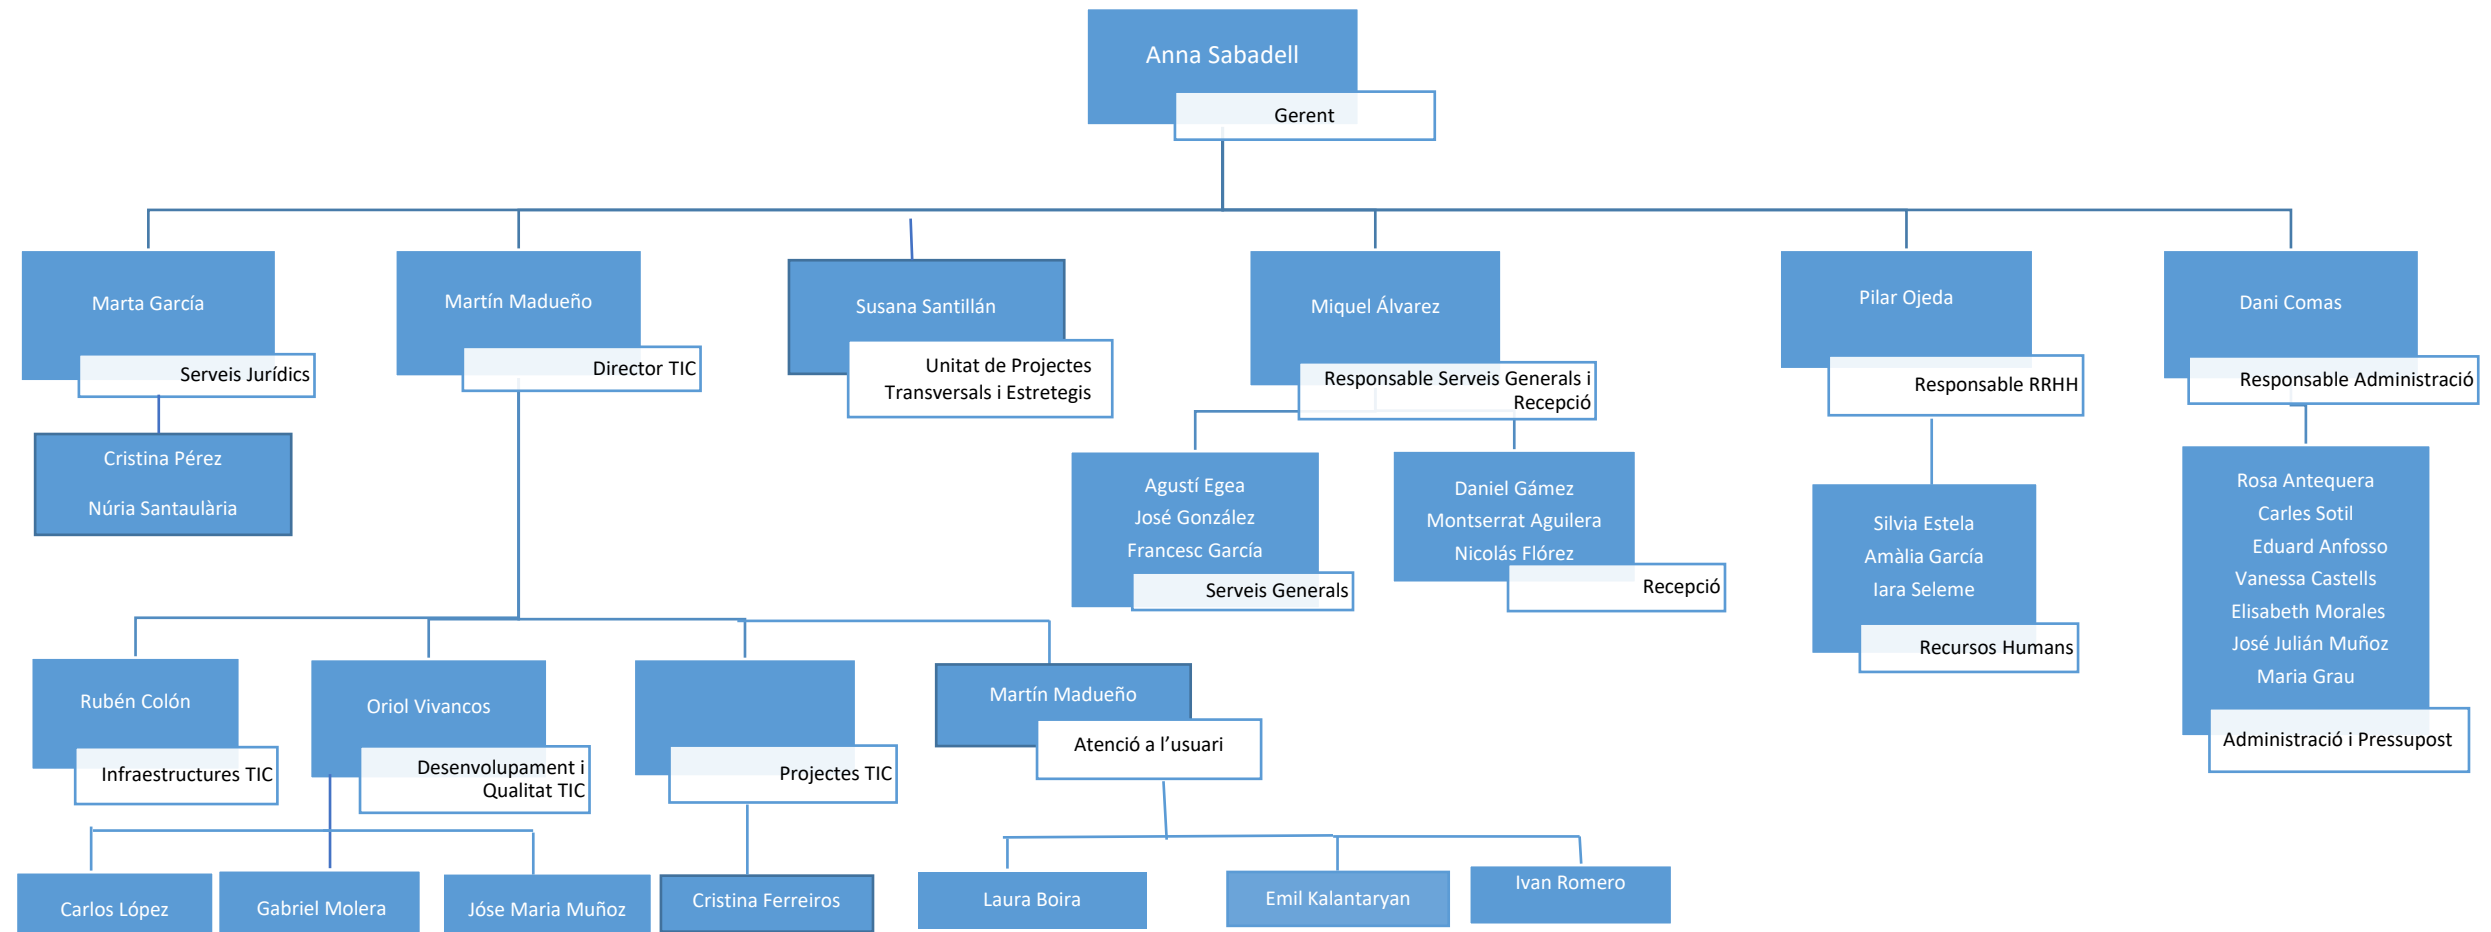 Anna Sabadell
Gerent
Marta García
Serveis Jurídics
Martín Madueño
Director TIC
Susana Santillán
Unitat de Projectes
Transversals i Estretegis
Miquel Álvarez
Responsable Serveis Generals i
Recepció
Pilar Ojeda
Responsable RRHH
Dani Comas
Responsable Administració
Cristina Pérez
Núria Santaulària
Agustí Egea
José González
Francesc García
Serveis Generals
Daniel Gámez
Montserrat Aguilera
Nicolás Flórez
Recepció
Silvia Estela
Amàlia García
Iara Seleme
Recursos Humans
Rosa Antequera
Carles Sotil
Eduard Anfosso
Vanessa Castells
Elisabeth Morales
José Julián Muñoz
Maria Grau
Administració i Pressupost
Rubén Colón
Infraestructures TIC
Oriol Vivancos
Desenvolupament i
Qualitat TIC
Projectes TIC
Martín Madueño
Atenció a l’usuari
Carlos López
Gabriel Molera
Jóse Maria Muñoz
Cristina Ferreiros
Laura Boira
Emil Kalantaryan
Ivan Romero